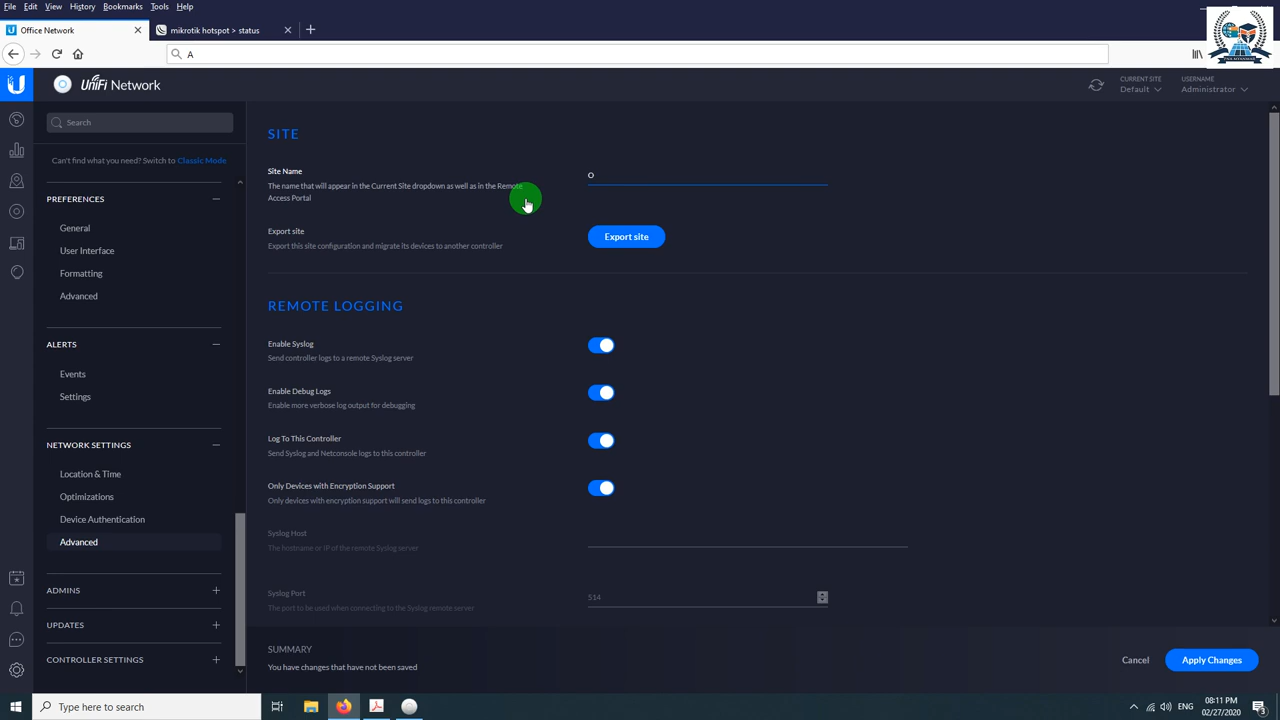 File Edit View History Bookmarks Tools Help
Office Network
mikrotik hotspot > status
A
UniFi Network
CURRENT SITE
Default
USERNAME
Administrator
Search
Can't find what you need? Switch to Classic Mode
PREFERENCES
General
User Interface
Formatting
Advanced
ALERTS
Events
Settings
NETWORK SETTINGS
Location & Time
Optimizations
Device Authentication
Advanced
ADMINS
UPDATES
CONTROLLER SETTINGS
SITE
Site Name
The name that will appear in the Current Site dropdown as well as in the Remote
Access Portal
O
Export site
Export this site configuration and migrate its devices to another controller
Export site
REMOTE LOGGING
Enable Syslog
Send controller logs to a remote Syslog server
Enable Debug Logs
Enable more verbose log output for debugging
Log To This Controller
Send Syslog and Netconsole logs to this controller
Only Devices with Encryption Support
Only devices with encryption support will send logs to this controller
Syslog Host
The hostname or IP of the remote Syslog server
Syslog Port
The port to be used when connecting to the Syslog remote server
514
SUMMARY
You have changes that have not been saved
Cancel
Apply Changes
Type here to search
ENG
08:11 PM
02/27/2020
3